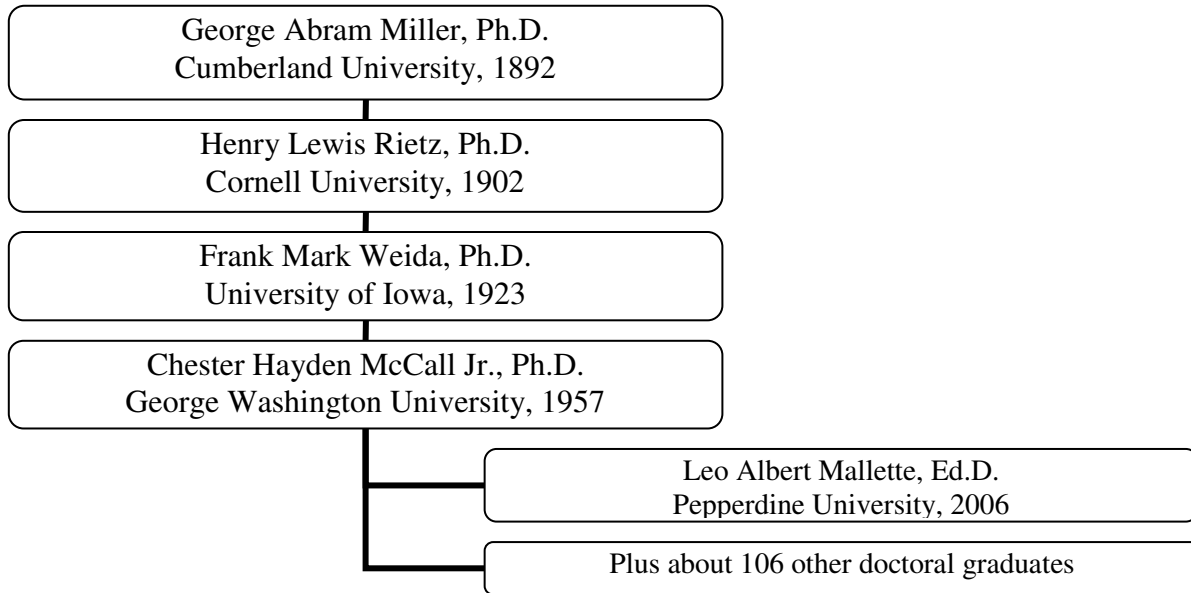 George Abram Miller, Ph.D.
Cumberland University, 1892
Henry Lewis Rietz, Ph.D.
Cornell University, 1902
Frank Mark Weida, Ph.D.
University of Iowa, 1923
Chester Hayden McCall Jr., Ph.D.
George Washington University, 1957
Leo Albert Mallette, Ed.D.
Pepperdine University, 2006
Plus about 106 other doctoral graduates